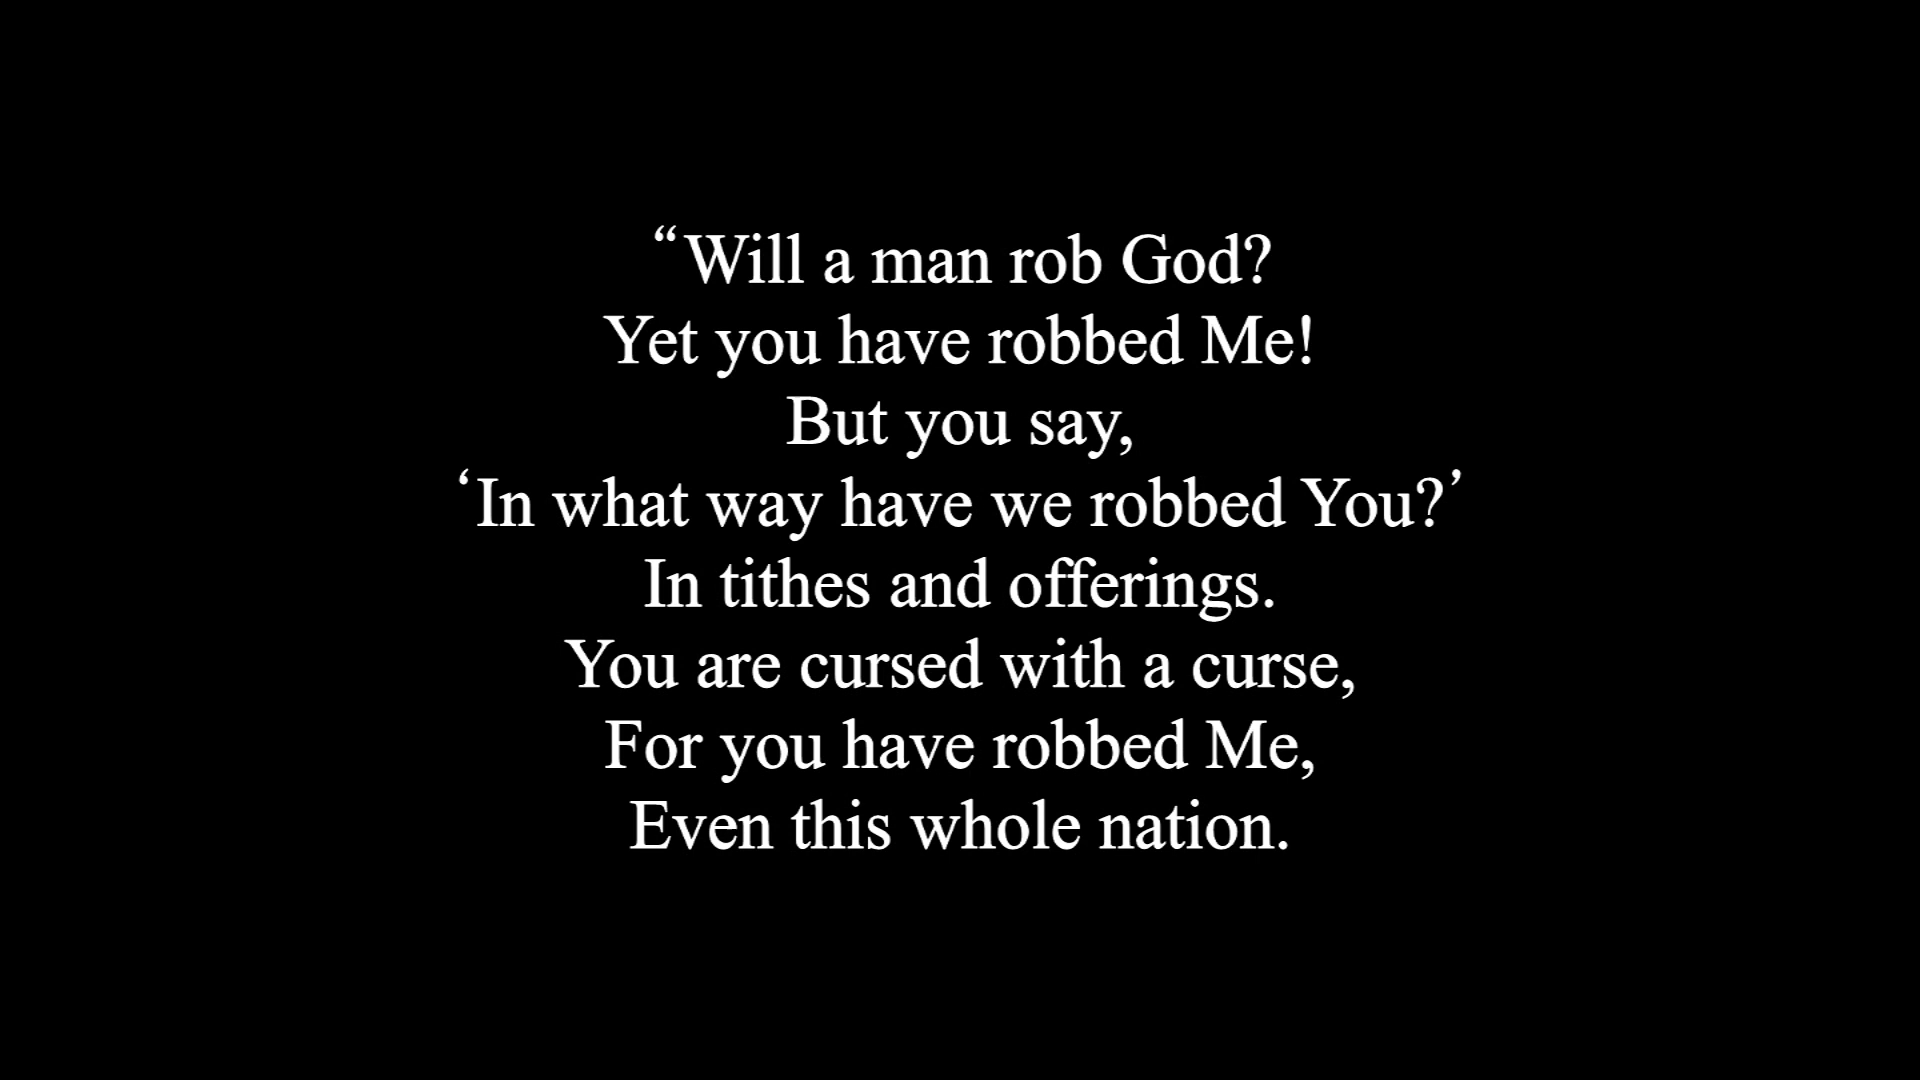 “Will a man rob God?
Yet you have robbed Me!
But you say,
‘In what way have we robbed You?’
In tithes and offerings.
You are cursed with a curse,
For you have robbed Me,
Even this whole nation.